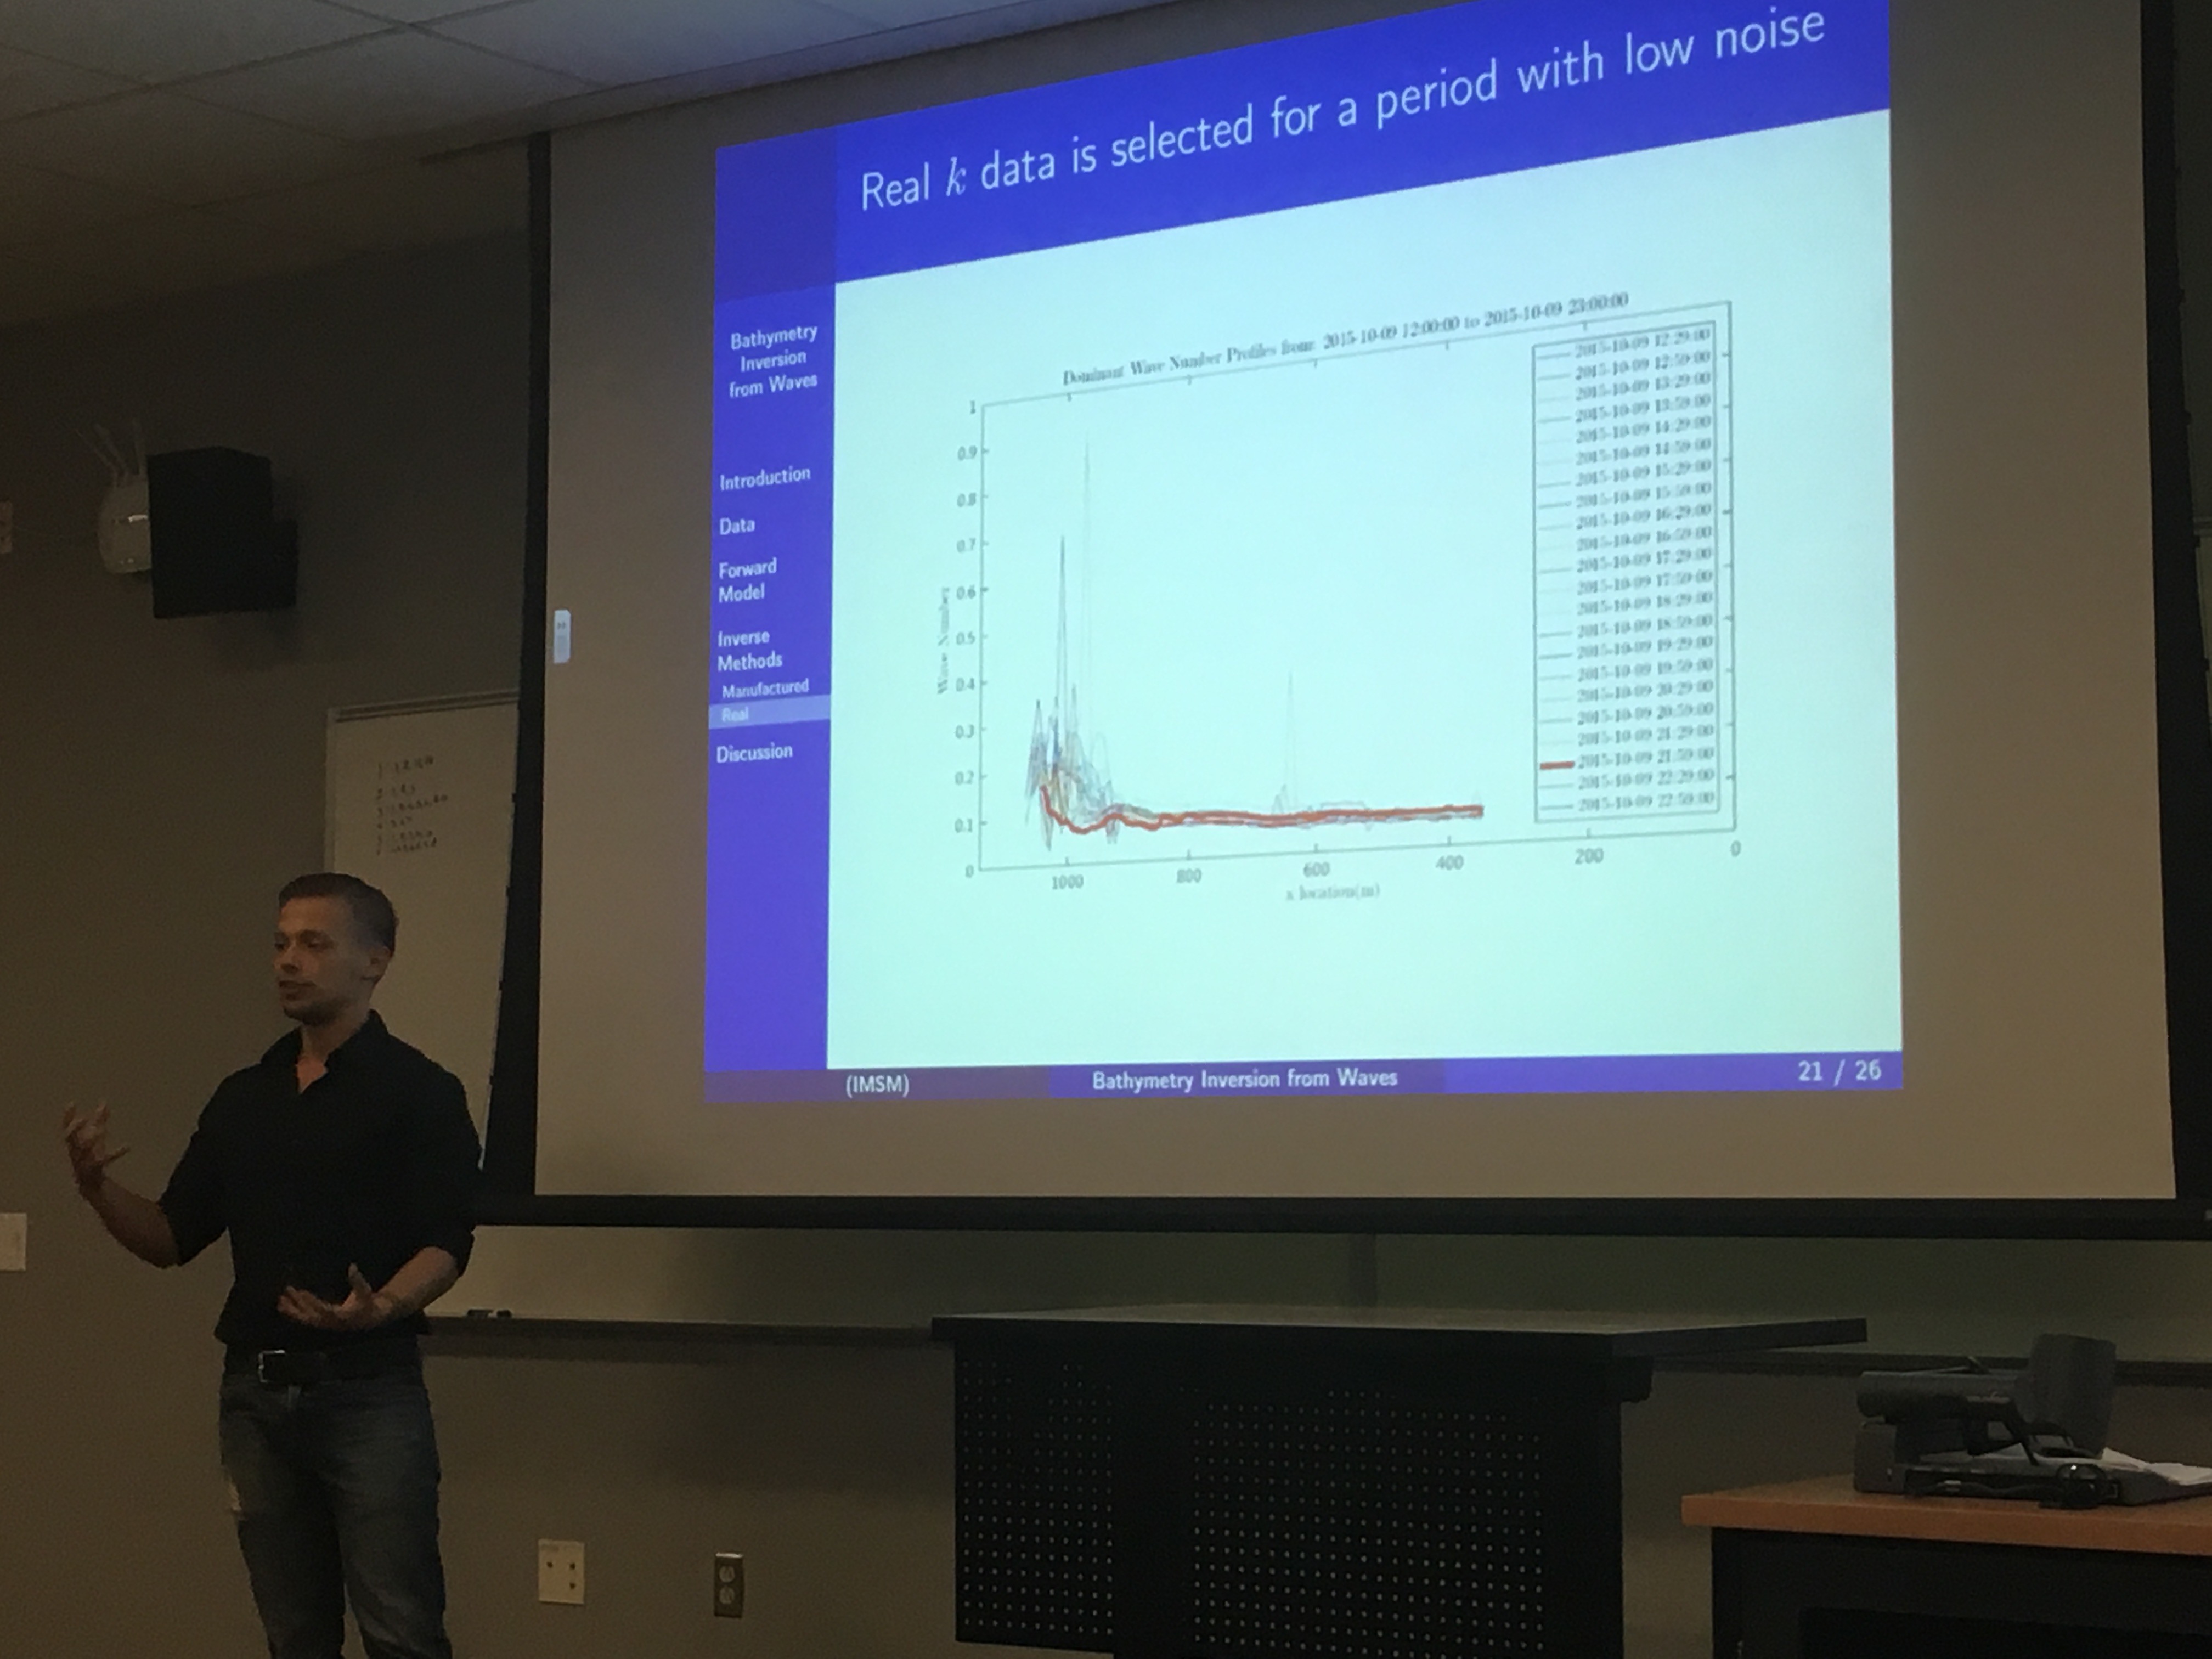 Real k data is selected for a period with low noise
Bathymetry
Inversion
from Waves
Introduction
Data
Forward
Model
Inverse
Methods
Manufactured
Real
Discussion
Dominant Wave Number Profiles from: 2015-10-09 12:00:00 to 2015-10-09 23:00:00
Wave Number
1
0.9
0.8
0.7
0.6
0.5
0.4
0.3
0.2
0.1
0
1000
800
600
400
200
0
x location(m)
2015-10-09 12:29:00
2015-10-09 12:59:00
2015-10-09 13:29:00
2015-10-09 13:59:00
2015-10-09 14:29:00
2015-10-09 14:59:00
2015-10-09 15:29:00
2015-10-09 15:59:00
2015-10-09 16:29:00
2015-10-09 16:59:00
2015-10-09 17:29:00
2015-10-09 17:59:00
2015-10-09 18:29:00
2015-10-09 18:59:00
2015-10-09 19:29:00
2015-10-09 19:59:00
2015-10-09 20:29:00
2015-10-09 20:59:00
2015-10-09 21:29:00
2015-10-09 21:59:00
2015-10-09 22:29:00
2015-10-09 22:59:00
(IMSM)
Bathymetry Inversion from Waves
21 / 26